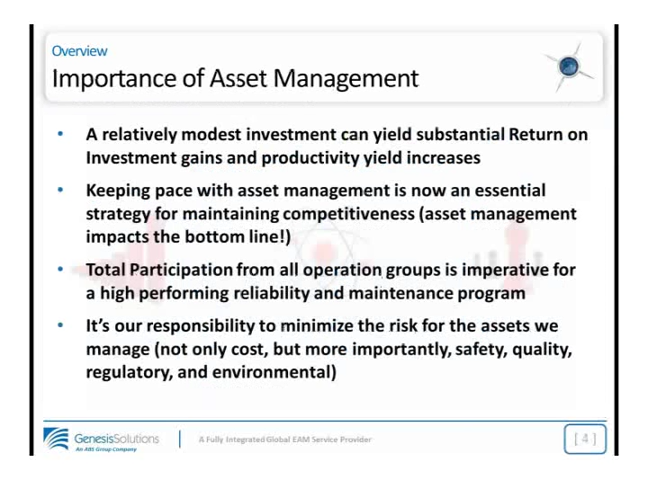 Overview
Importance of Asset Management
• A relatively modest investment can yield substantial Return on
Investment gains and productivity yield increases
• Keeping pace with asset management is now an essential
strategy for maintaining competitiveness (asset management
impacts the bottom line!)
• Total Participation from all operation groups is imperative for
a high performing reliability and maintenance program
• It’s our responsibility to minimize the risk for the assets we
manage (not only cost, but more importantly, safety, quality,
regulatory, and environmental)
GenesisSolutions
An ABS Group Company
A Fully Integrated Global EAM Service Provider
[ 4 ]